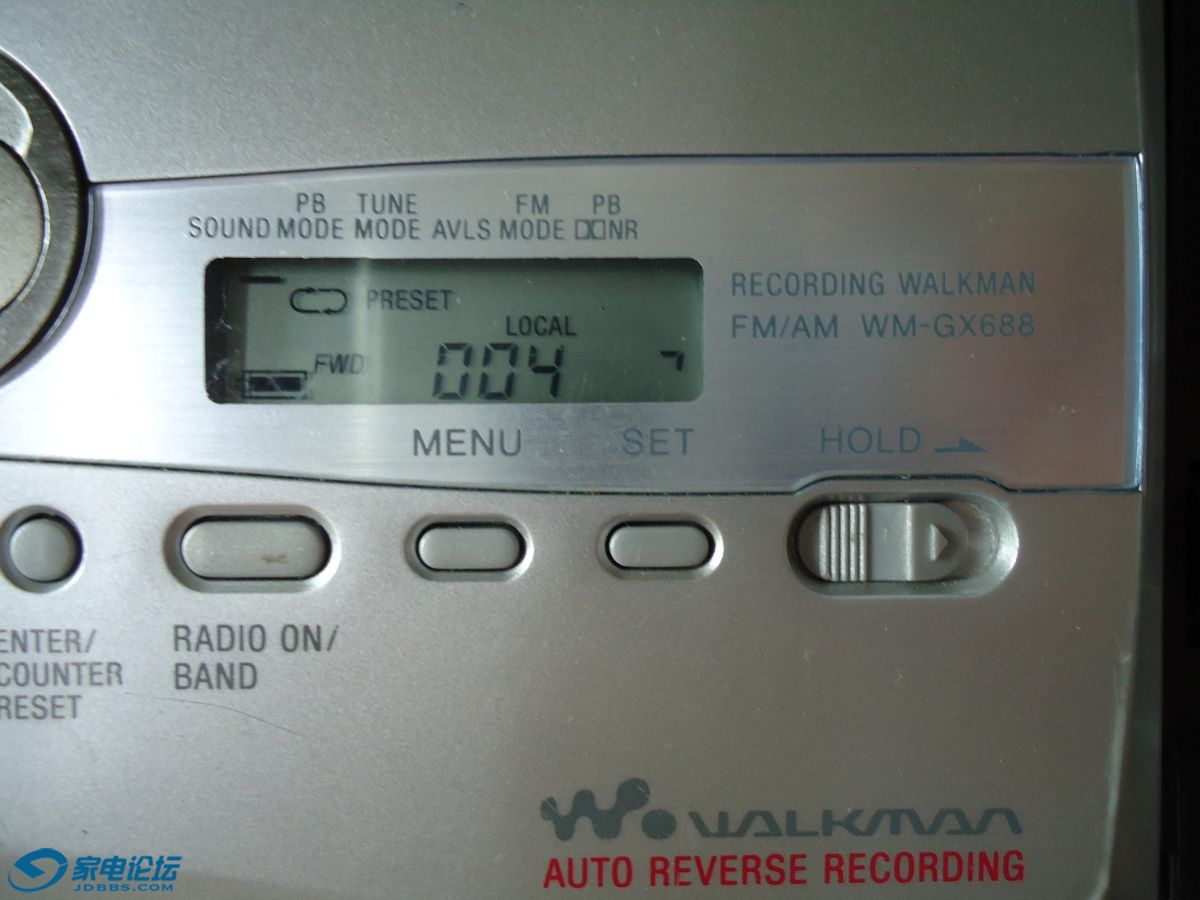 PB TUNE FM PB
SOUND MODE MODE AVLS MODE NR
PRESET
LOCAL
FWD 004
RECORDING WALKMAN
FM/AM WM-GX688
MENU SET HOLD
ENTER/
COUNTER
RESET
RADIO ON/
BAND
WALKMAN
AUTO REVERSE RECORDING
家电论坛
JDBBS.COM